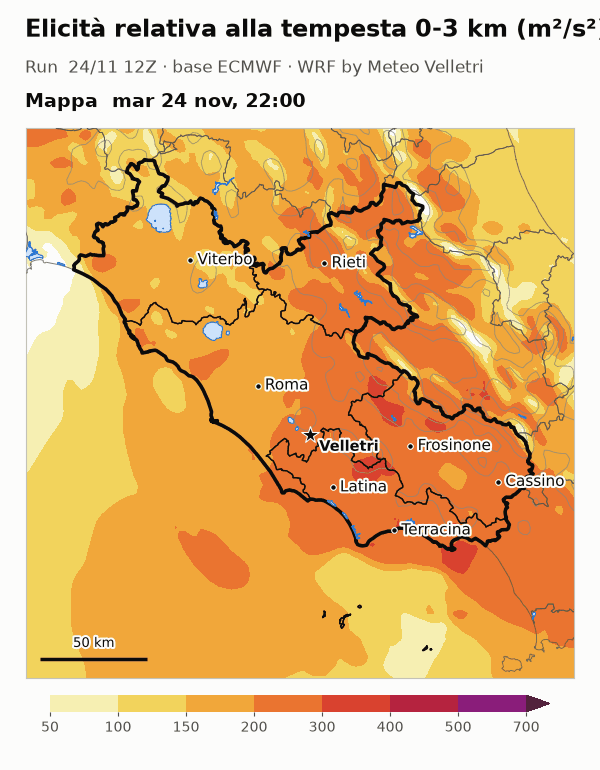 Elicità relativa alla tempesta 0-3 km (m²/s²)
Run 24/11 12Z · base ECMWF · WRF by Meteo Velletri
Mappa mar 24 nov, 22:00
Viterbo
Rieti
Roma
Velletri
Frosinone
Cassino
Latina
Terracina
50 km
50 100 150 200 300 400 500 700